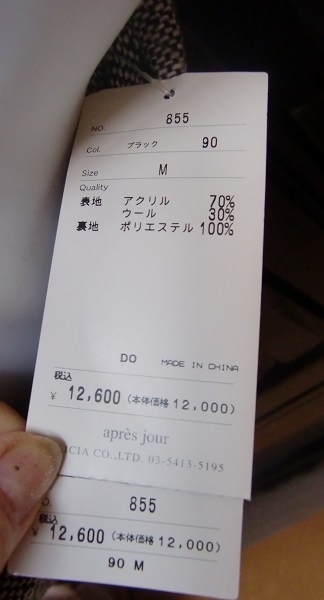 NO. 855
Col. ブラック 90
Size M
Quality
表地 アクリル 70%
ウール 30%
裏地 ポリエステル 100%
DO MADE IN CHINA
税込
¥ 12,600 (本体価格 12,000)
après jour
CO.,LTD. 03-5413-5195
855
税込
¥ 12,600 (本体価格 12,000)
90 M